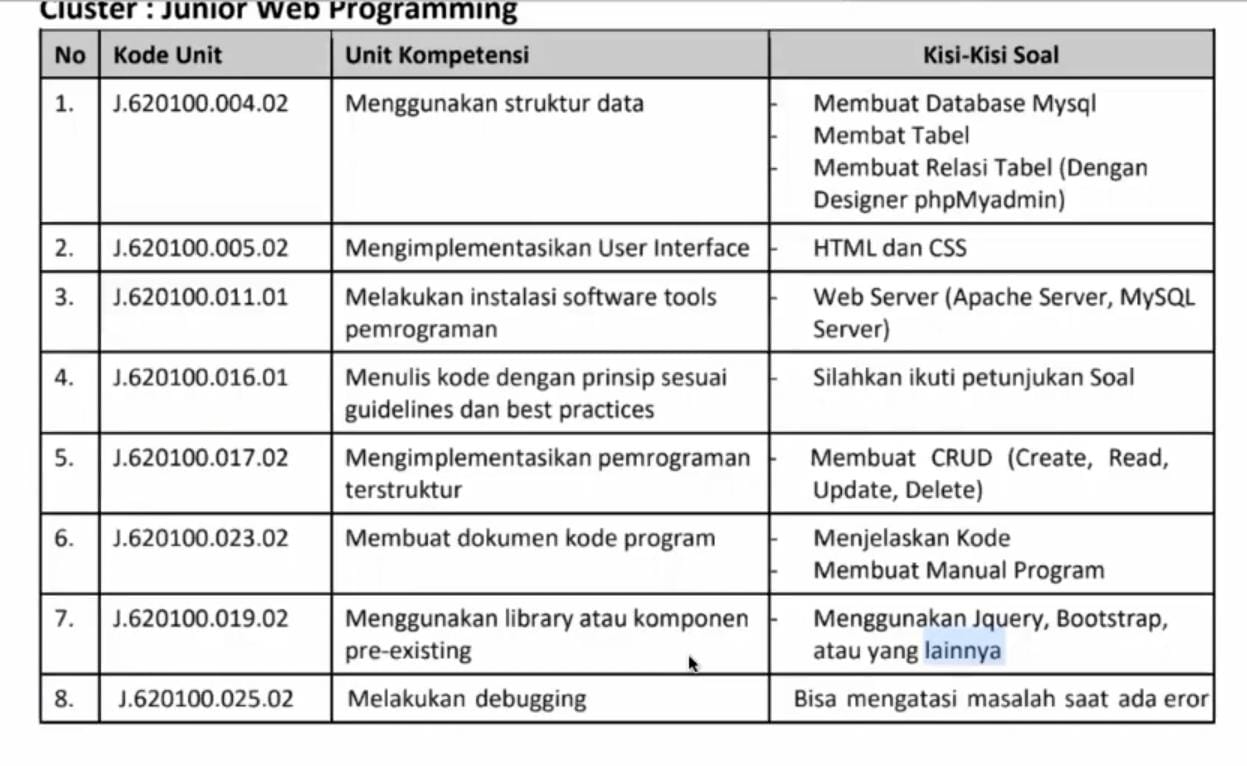 Cluster : Junior Web Programming
No Kode Unit Unit Kompetensi Kisi-Kisi Soal
1. J.620100.004.02 Menggunakan struktur data - Membuat Database Mysql
- Membat Tabel
- Membuat Relasi Tabel (Dengan
Designer phpMyadmin)
2. J.620100.005.02 Mengimplementasikan User Interface - HTML dan CSS
3. J.620100.011.01 Melakukan instalasi software tools - Web Server (Apache Server, MySQL
pemrograman Server)
4. J.620100.016.01 Menulis kode dengan prinsip sesuai - Silahkan ikuti petunjukan Soal
guidelines dan best practices
5. J.620100.017.02 Mengimplementasikan pemrograman - Membuat CRUD (Create, Read,
terstruktur Update, Delete)
6. J.620100.023.02 Membuat dokumen kode program - Menjelaskan Kode
- Membuat Manual Program
7. J.620100.019.02 Menggunakan library atau komponen - Menggunakan Jquery, Bootstrap,
pre-existing atau yang lainnya
8. J.620100.025.02 Melakukan debugging Bisa mengatasi masalah saat ada eror